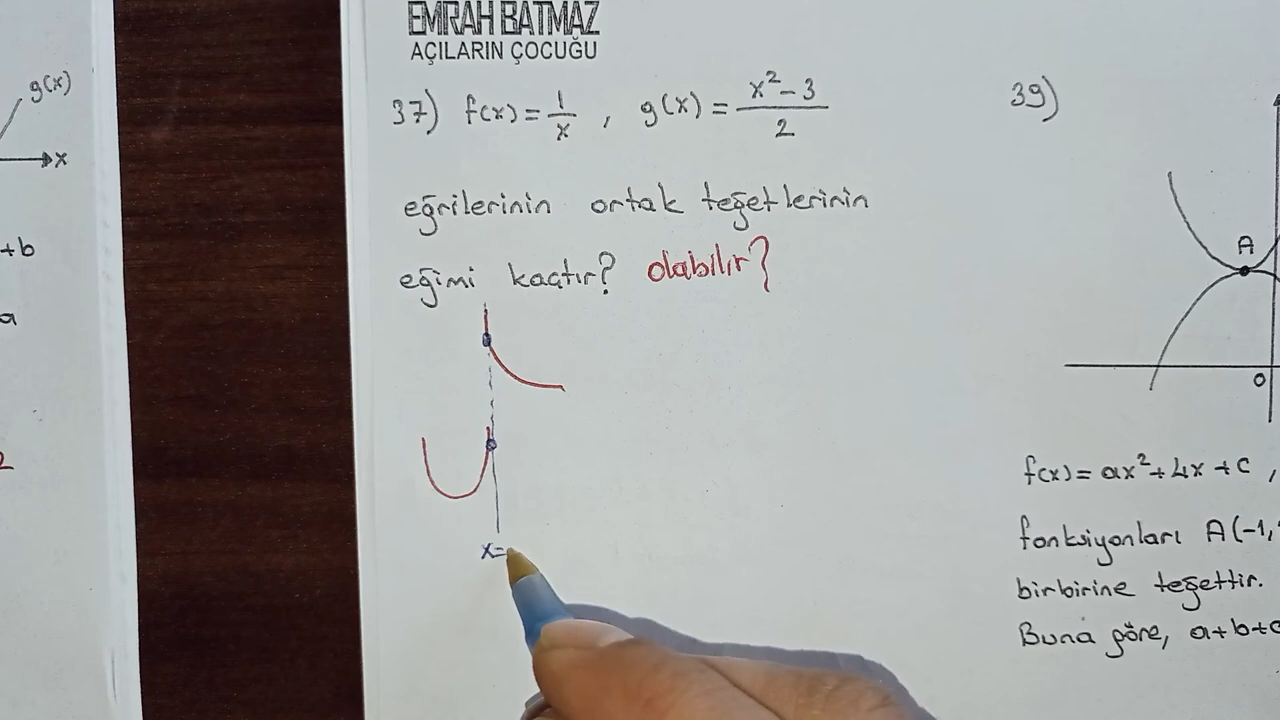 g(x)
x
+b
a
2
EMRAH BATMAZ
AÇILARIN ÇOCUĞU
37) f(x) = 1/x , g(x) = x² - 3 / 2
eğrilerinin ortak teğetlerinin
eğimi kaçtır? olabilir?
x=
39)
A
O
f(x) = ax² + 4x + c ,
fonksiyonları A(-1,
birbirine teğettir.
Buna göre, a+b+c